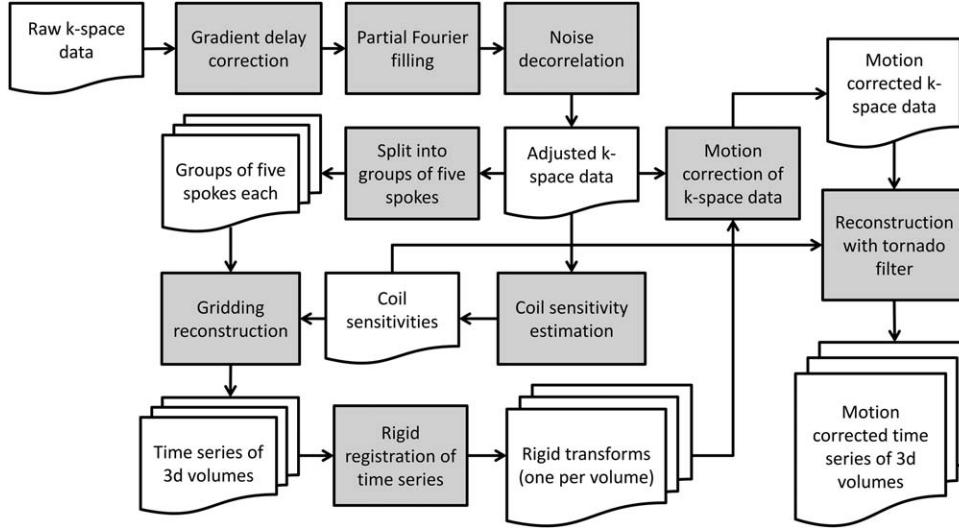 Raw k-space
data
Gradient delay
correction
Partial Fourier
filling
Noise
decorrelation
Motion
corrected k-
space data
Groups of five
spokes each
Split into
groups of five
spokes
Adjusted k-
space data
Motion
correction of
k-space data
Reconstruction
with tornado
filter
Gridding
reconstruction
Coil
sensitivities
Coil sensitivity
estimation
Time series of
3d volumes
Rigid
registration of
time series
Rigid transforms
(one per volume)
Motion
corrected time
series of 3d
volumes